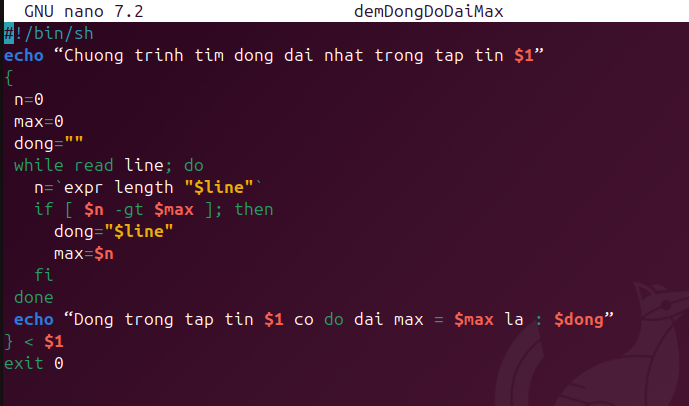 GNU nano 7.2 demDongDoDaiMax
#!/bin/sh
echo “Chuong trinh tim dong dai nhat trong tap tin $1”
{
 n=0
 max=0
 dong=""
 while read line; do
   n=`expr length "$line"`
   if [ $n -gt $max ]; then
     dong="$line"
     max=$n
   fi
 done
 echo “Dong trong tap tin $1 co do dai max = $max la : $dong”
} < $1
exit 0